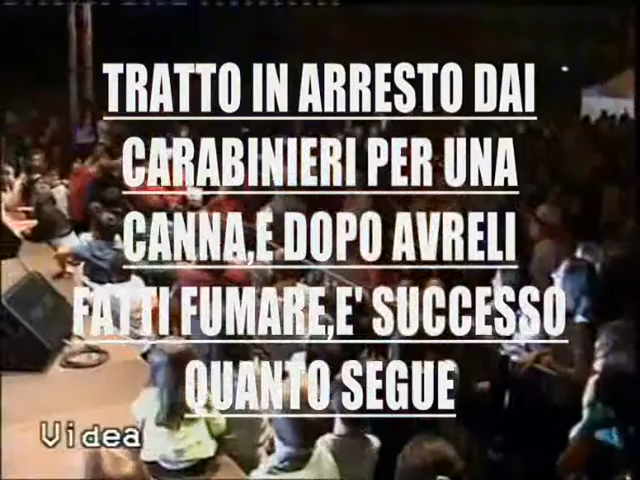 TRATTO IN ARRESTO DAI
CARABINIERI PER UNA
CANNA,E DOPO AVRELI
FATTI FUMARE,E' SUCCESSO
QUANTO SEGUE
Videa